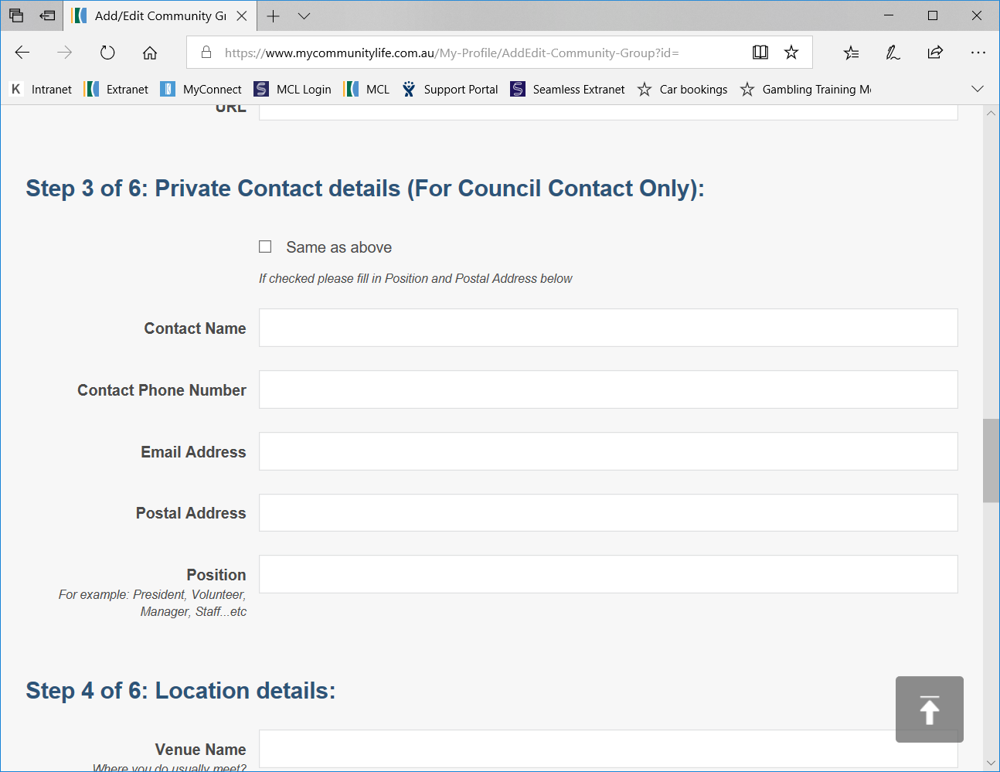 Add/Edit Community Gr
https://www.mycommunitylife.com.au/My-Profile/AddEdit-Community-Group?id=
K Intranet Extranet MyConnect S MCL Login MCL Support Portal S Seamless Extranet Car bookings Gambling Training Mo
URL
Step 3 of 6: Private Contact details (For Council Contact Only):
Same as above
If checked please fill in Position and Postal Address below
Contact Name
Contact Phone Number
Email Address
Postal Address
Position
For example: President, Volunteer,
Manager, Staff...etc
Step 4 of 6: Location details:
Venue Name
Where you do usually meet?